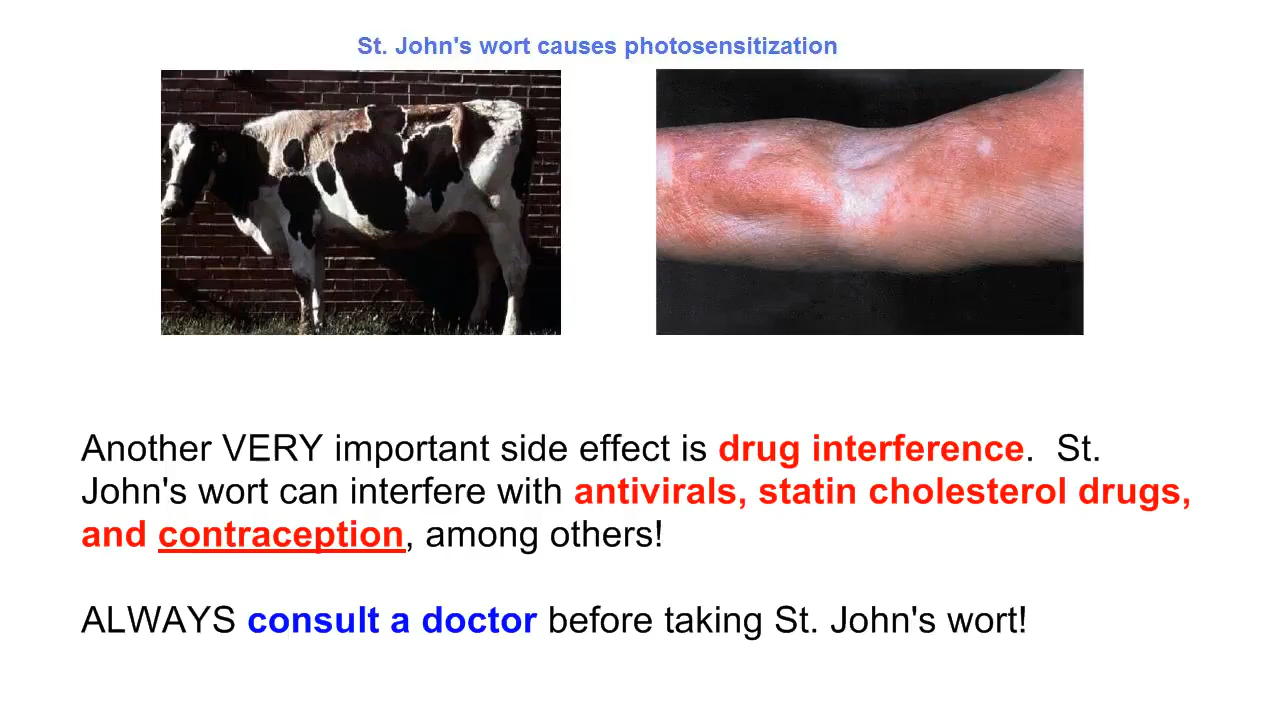 St. John's wort causes photosensitization
Another VERY important side effect is drug interference.  St.
John's wort can interfere with antivirals, statin cholesterol drugs,
and contraception, among others!
ALWAYS consult a doctor before taking St. John's wort!